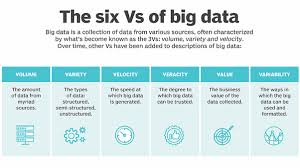 The six Vs of big data
Big data is a collection of data from various sources, often characterized
by what's become known as the 3Vs: volume, variety and velocity.
Over time, other Vs have been added to descriptions of big data:
VOLUME
The amount
of data from
myriad
sources.
VARIETY
The types of
data:
structured,
semi-structured,
unstructured.
VELOCITY
The speed at
which big data
is generated.
VERACITY
The degree to
which big data
can be trusted.
VALUE
The business
value of the
data collected.
VARIABILITY
The ways in which
the big data can
be used and
formatted.